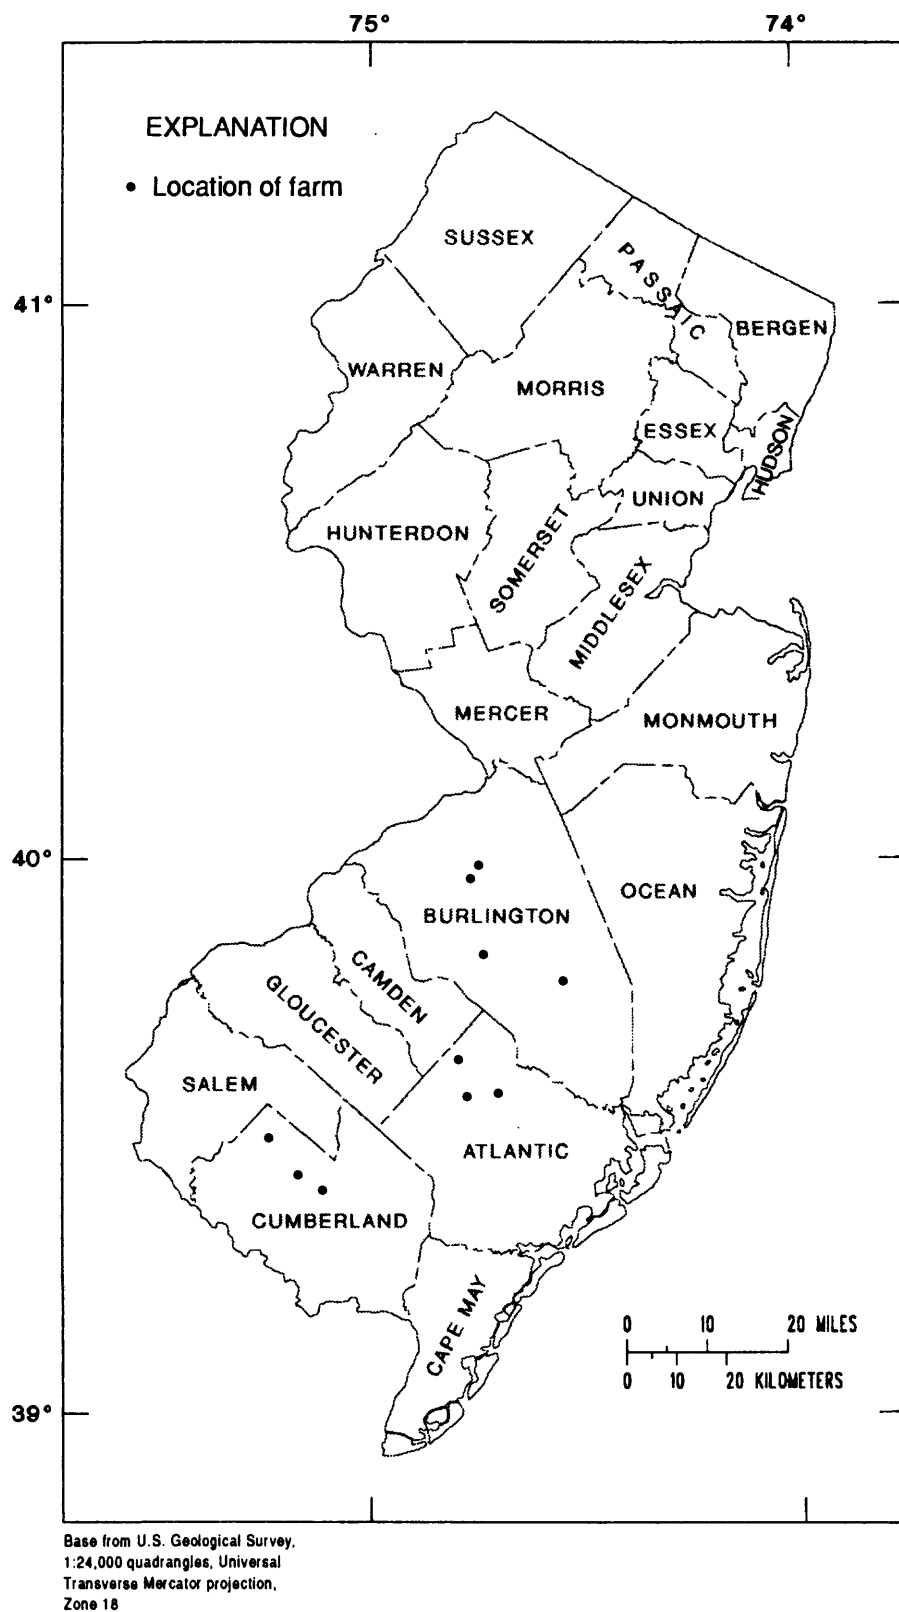 75° 74°
EXPLANATION
• Location of farm
SUSSEX
PASSAIC
41°
BERGEN
WARREN
MORRIS
ESSEX
HUDSON
UNION
HUNTERDON
SOMERSET
MIDDLESEX
MERCER
MONMOUTH
40°
OCEAN
BURLINGTON
CAMDEN
GLOUCESTER
SALEM
ATLANTIC
CUMBERLAND
CAPE MAY
0 10 20 MILES
0 10 20 KILOMETERS
39°
Base from U.S. Geological Survey,
1:24,000 quadrangles, Universal
Transverse Mercator projection,
Zone 18